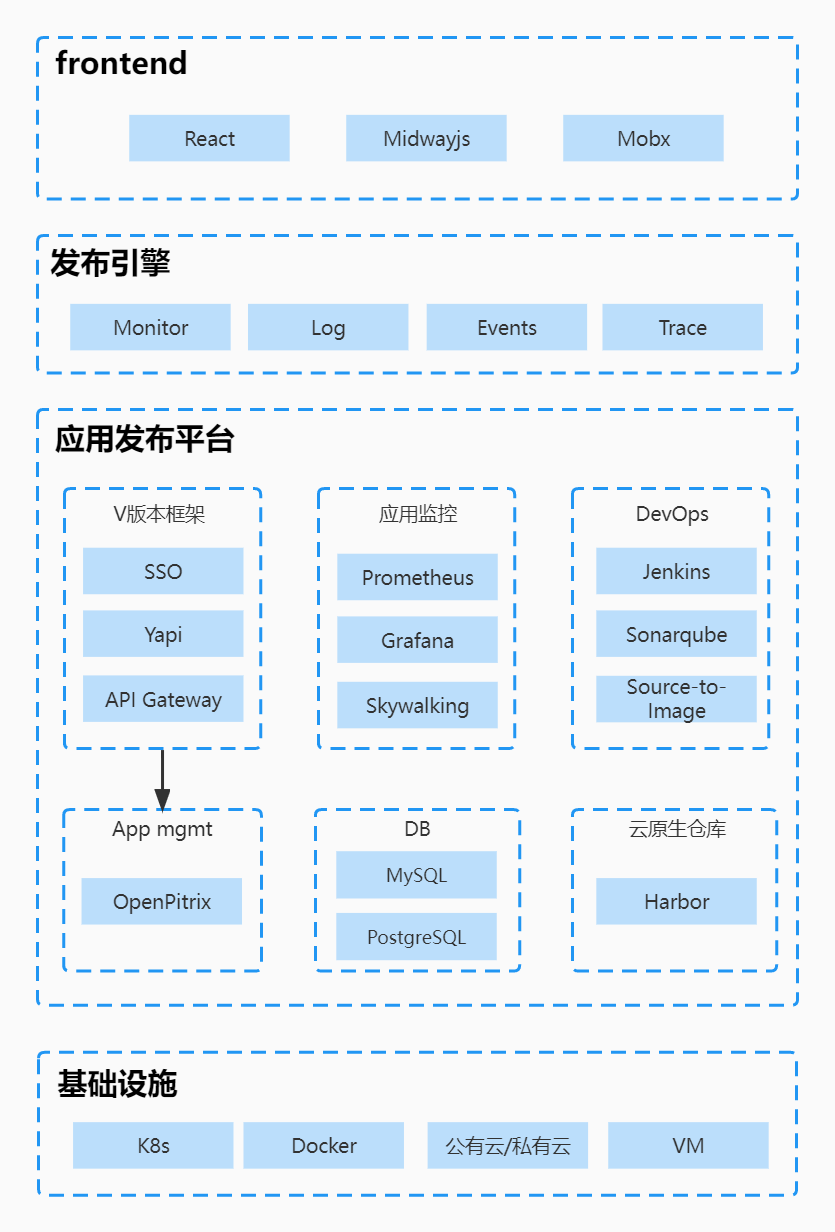 frontend
React
Midwayjs
Mobx
发布引擎
Monitor
Log
Events
Trace
应用发布平台
V版本框架
SSO
Yapi
API Gateway
应用监控
Prometheus
Grafana
Skywalking
DevOps
Jenkins
Sonarqube
Source-to-
Image
App mgmt
OpenPitrix
DB
MySQL
PostgreSQL
云原生仓库
Harbor
基础设施
K8s
Docker
公有云/私有云
VM